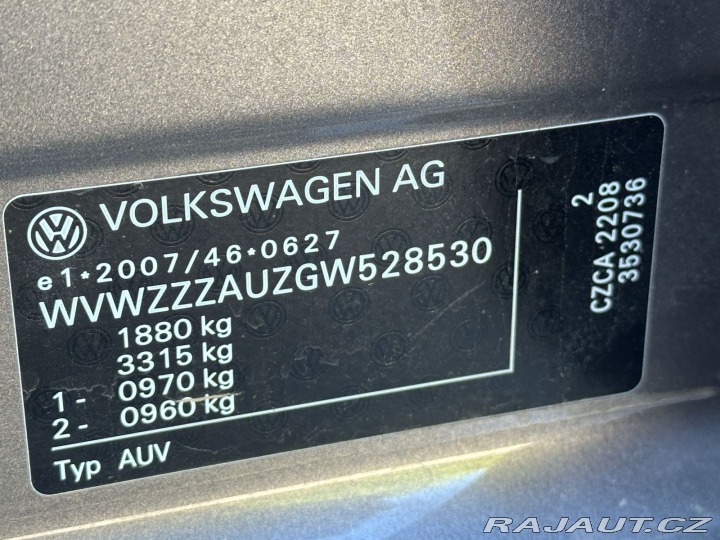 VOLKSWAGEN AG
e1*2007/46*0627
WVWZZZAUZGW528530
1880 kg
3315 kg
1 - 0970 kg
2 - 0960 kg
Typ AUV
2
CZCA 2208
3530736
RAJAUT.CZ